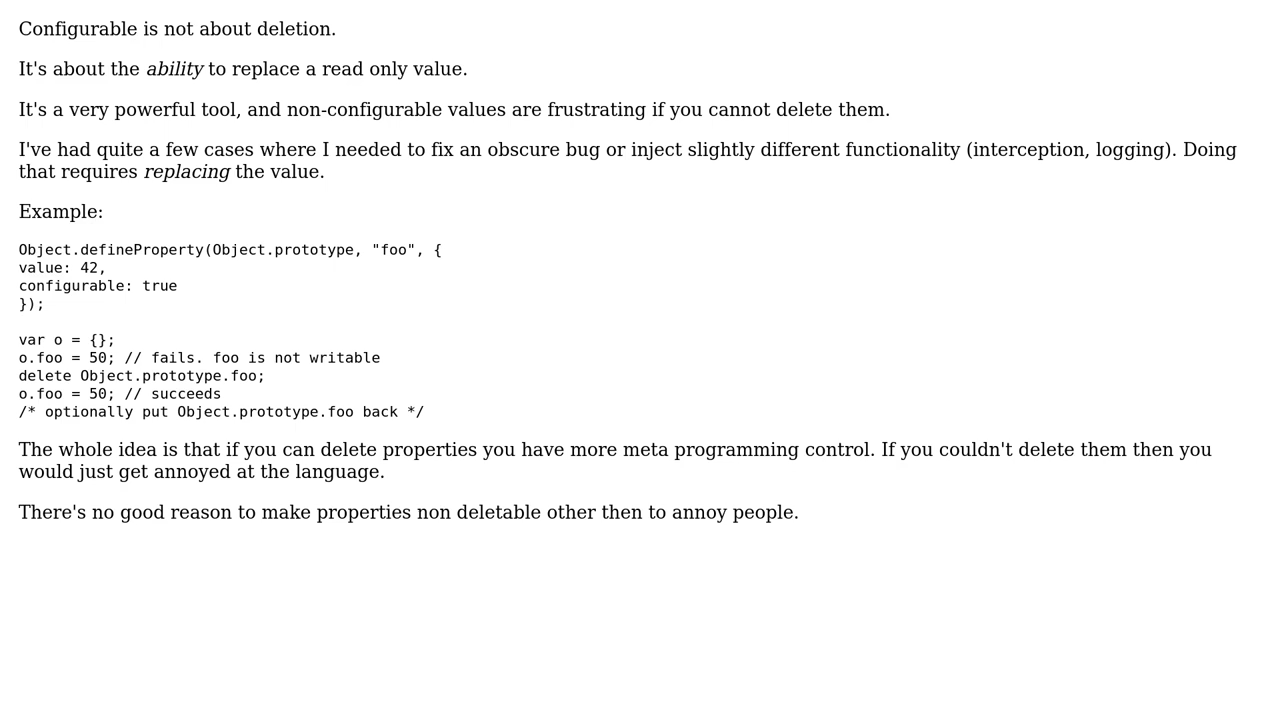 Configurable is not about deletion.
It's about the ability to replace a read only value.
It's a very powerful tool, and non-configurable values are frustrating if you cannot delete them.
I've had quite a few cases where I needed to fix an obscure bug or inject slightly different functionality (interception, logging). Doing
that requires replacing the value.
Example:
Object.defineProperty(Object.prototype, "foo", {
value: 42,
configurable: true
});
var o = {};
o.foo = 50; // fails. foo is not writable
delete Object.prototype.foo;
o.foo = 50; // succeeds
/* optionally put Object.prototype.foo back */
The whole idea is that if you can delete properties you have more meta programming control. If you couldn't delete them then you
would just get annoyed at the language.
There's no good reason to make properties non deletable other then to annoy people.